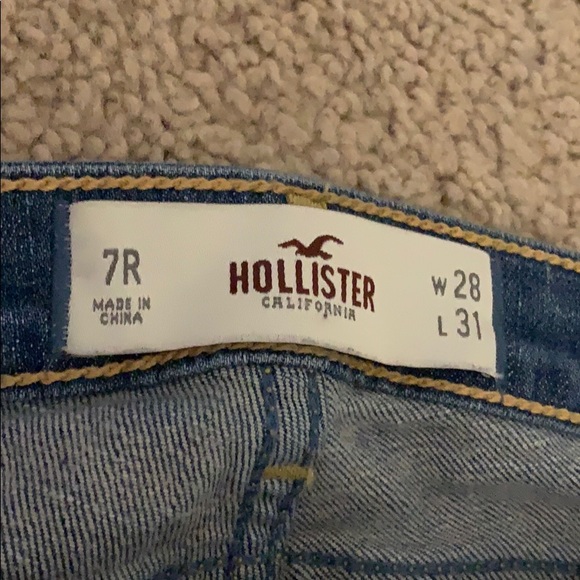 7R
MADE IN
CHINA
HOLLISTER
CALIFORNIA
W 28
L 31